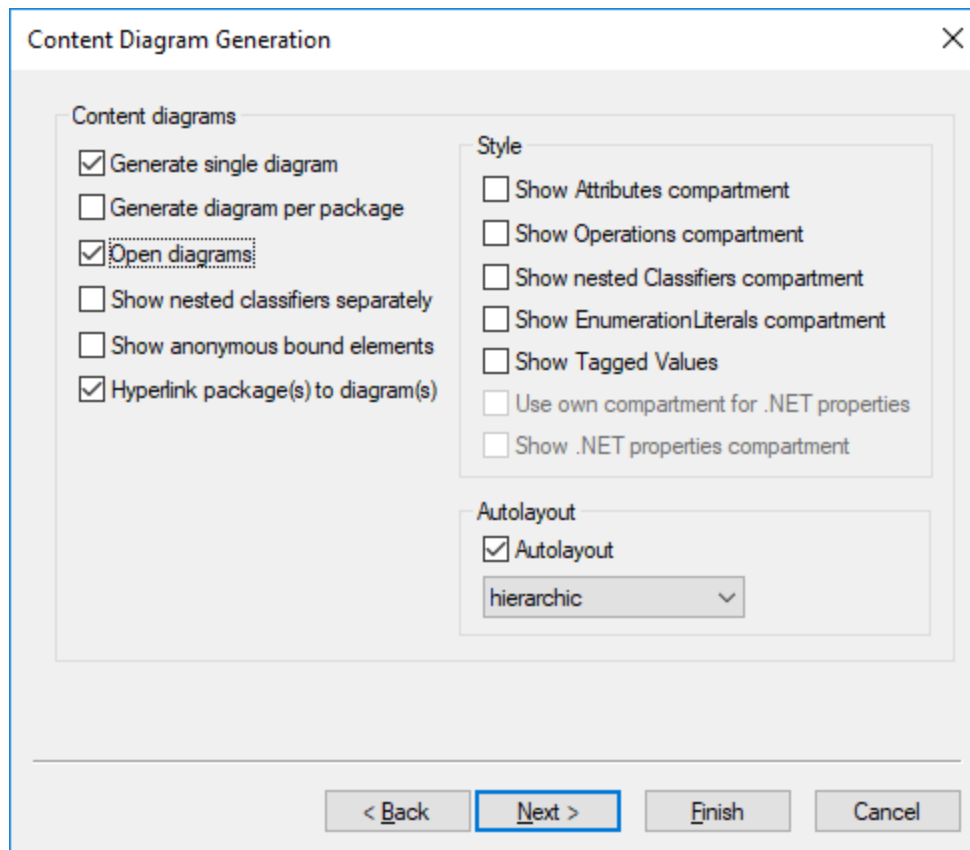 Content Diagram Generation
Content diagrams
Generate single diagram
Generate diagram per package
Open diagrams
Show nested classifiers separately
Show anonymous bound elements
Hyperlink package(s) to diagram(s)
Style
Show Attributes compartment
Show Operations compartment
Show nested Classifiers compartment
Show EnumerationLiterals compartment
Show Tagged Values
Use own compartment for .NET properties
Show .NET properties compartment
Autolayout
Autolayout
hierarchic
< Back
Next >
Finish
Cancel